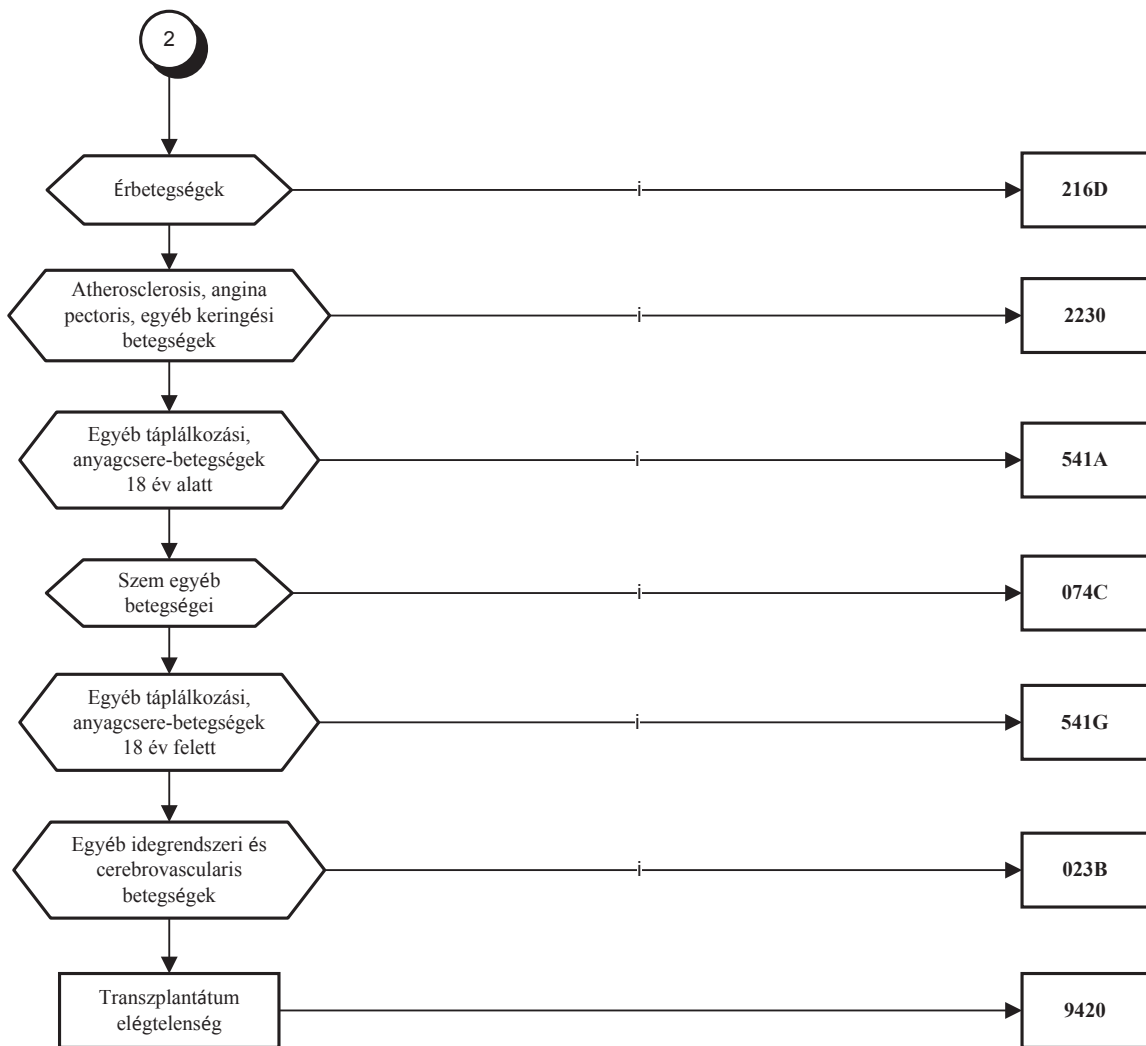 2
Érbetegségek
i
216D
Atherosclerosis, angina
pectoris, egyéb keringési
betegségek
i
2230
Egyéb táplálkozási,
anyagcsere-betegségek
18 év alatt
i
541A
Szem egyéb
betegségei
i
074C
Egyéb táplálkozási,
anyagcsere-betegségek
18 év felett
i
541G
Egyéb idegrendszeri és
cerebrovascularis
betegségek
i
023B
Transzplantátum
elégtelenség
9420